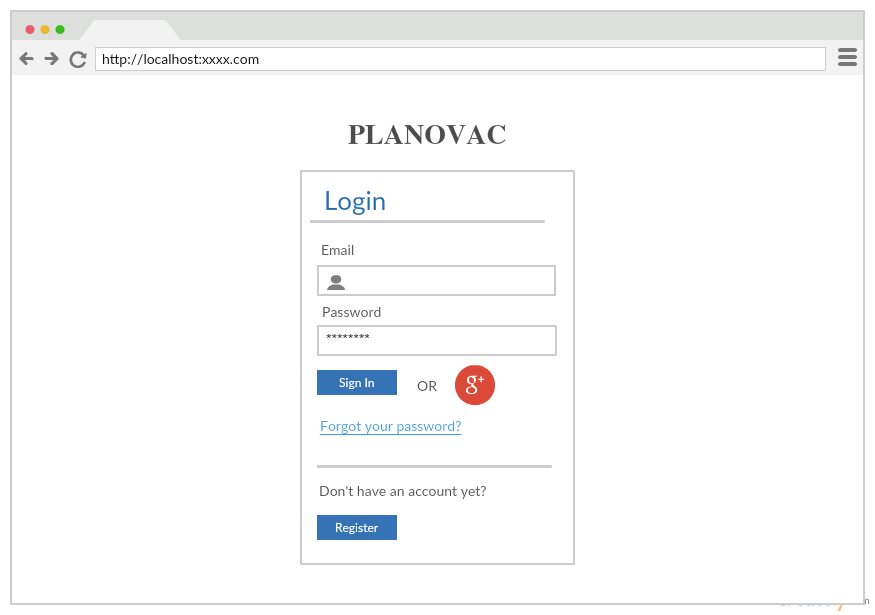 http://localhost:xxxx.com
PLANOVAC
Login
Email
Password
********
Sign In
OR
g+
Forgot your password?
Don't have an account yet?
Register